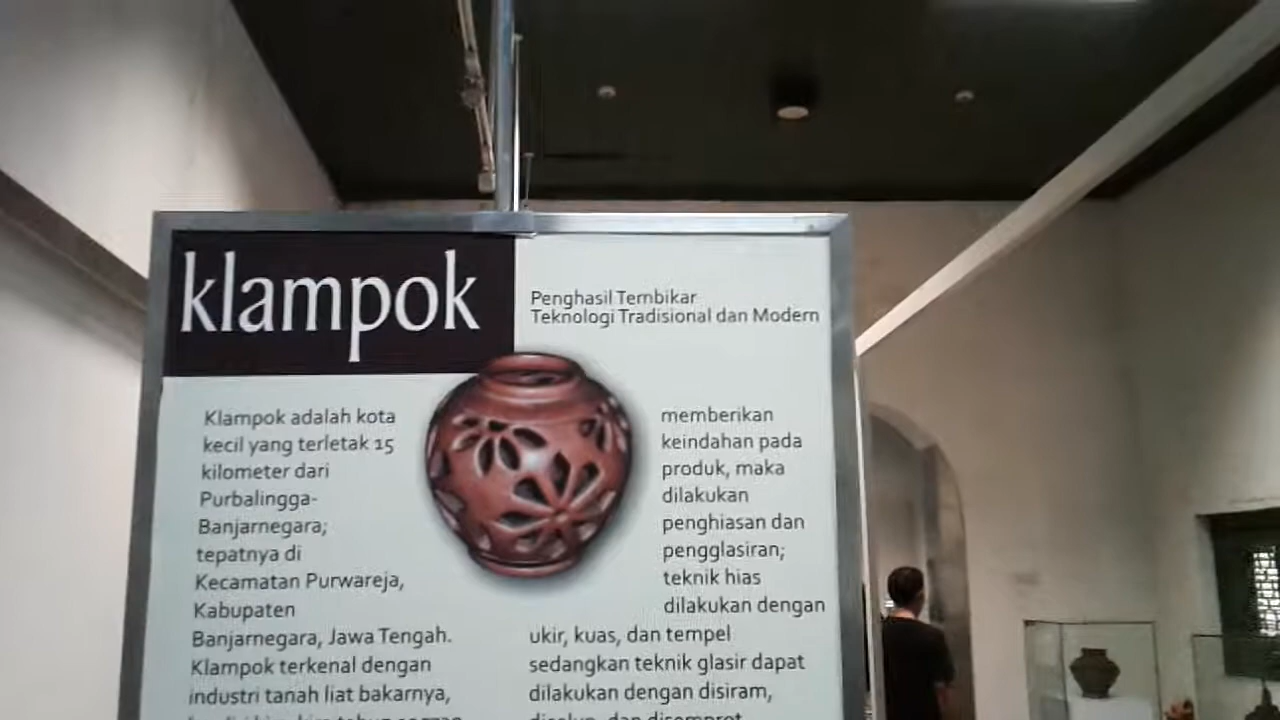 klampok
Penghasil Tembikar
Teknologi Tradisional dan Modern
Klampok adalah kota
kecil yang terletak 15
kilometer dari
Purbalingga-
Banjarnegara;
tepatnya di
Kecamatan Purwareja,
Kabupaten
Banjarnegara, Jawa Tengah.
Klampok terkenal dengan
industri tanah liat bakarnya,
memberikan
keindahan pada
produk, maka
dilakukan
penghiasan dan
pengglasiran;
teknik hias
dilakukan dengan
ukir, kuas, dan tempel
sedangkan teknik glasir dapat
dilakukan dengan disiram,
dan disemprot